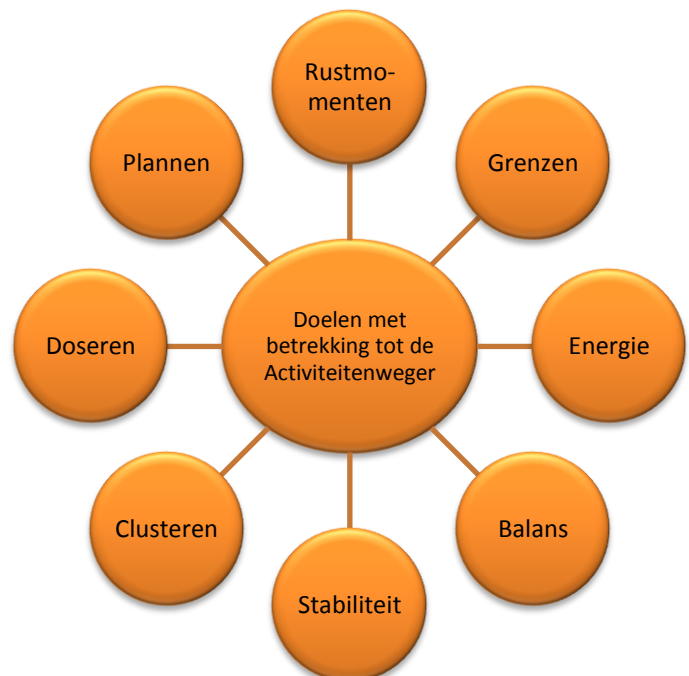 Rustmo-
menten
Plannen
Grenzen
Doseren
Doelen met
betrekking tot de
Activiteitenweger
Energie
Clusteren
Balans
Stabiliteit